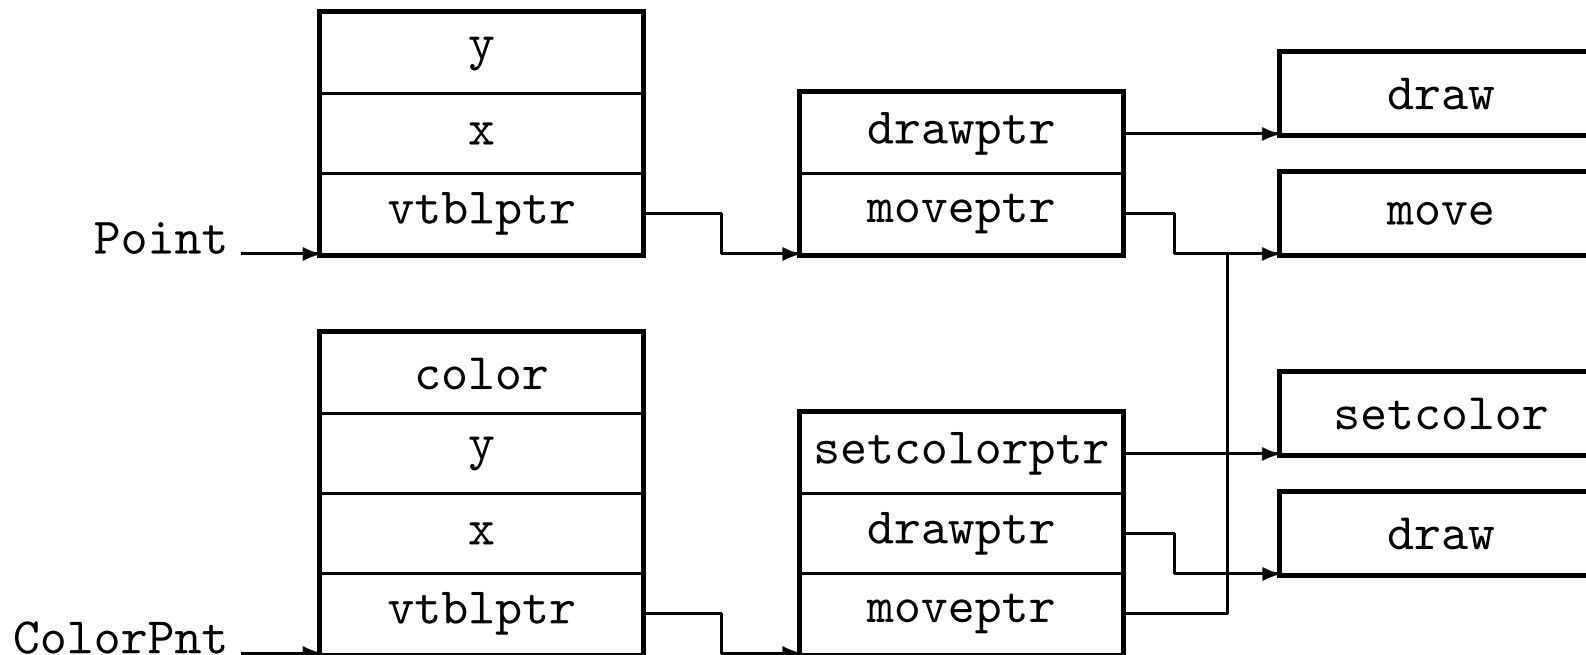 y
x
vtblptr
Point
drawptr
moveptr
draw
move
color
y
x
vtblptr
ColorPnt
setcolorptr
drawptr
moveptr
setcolor
draw